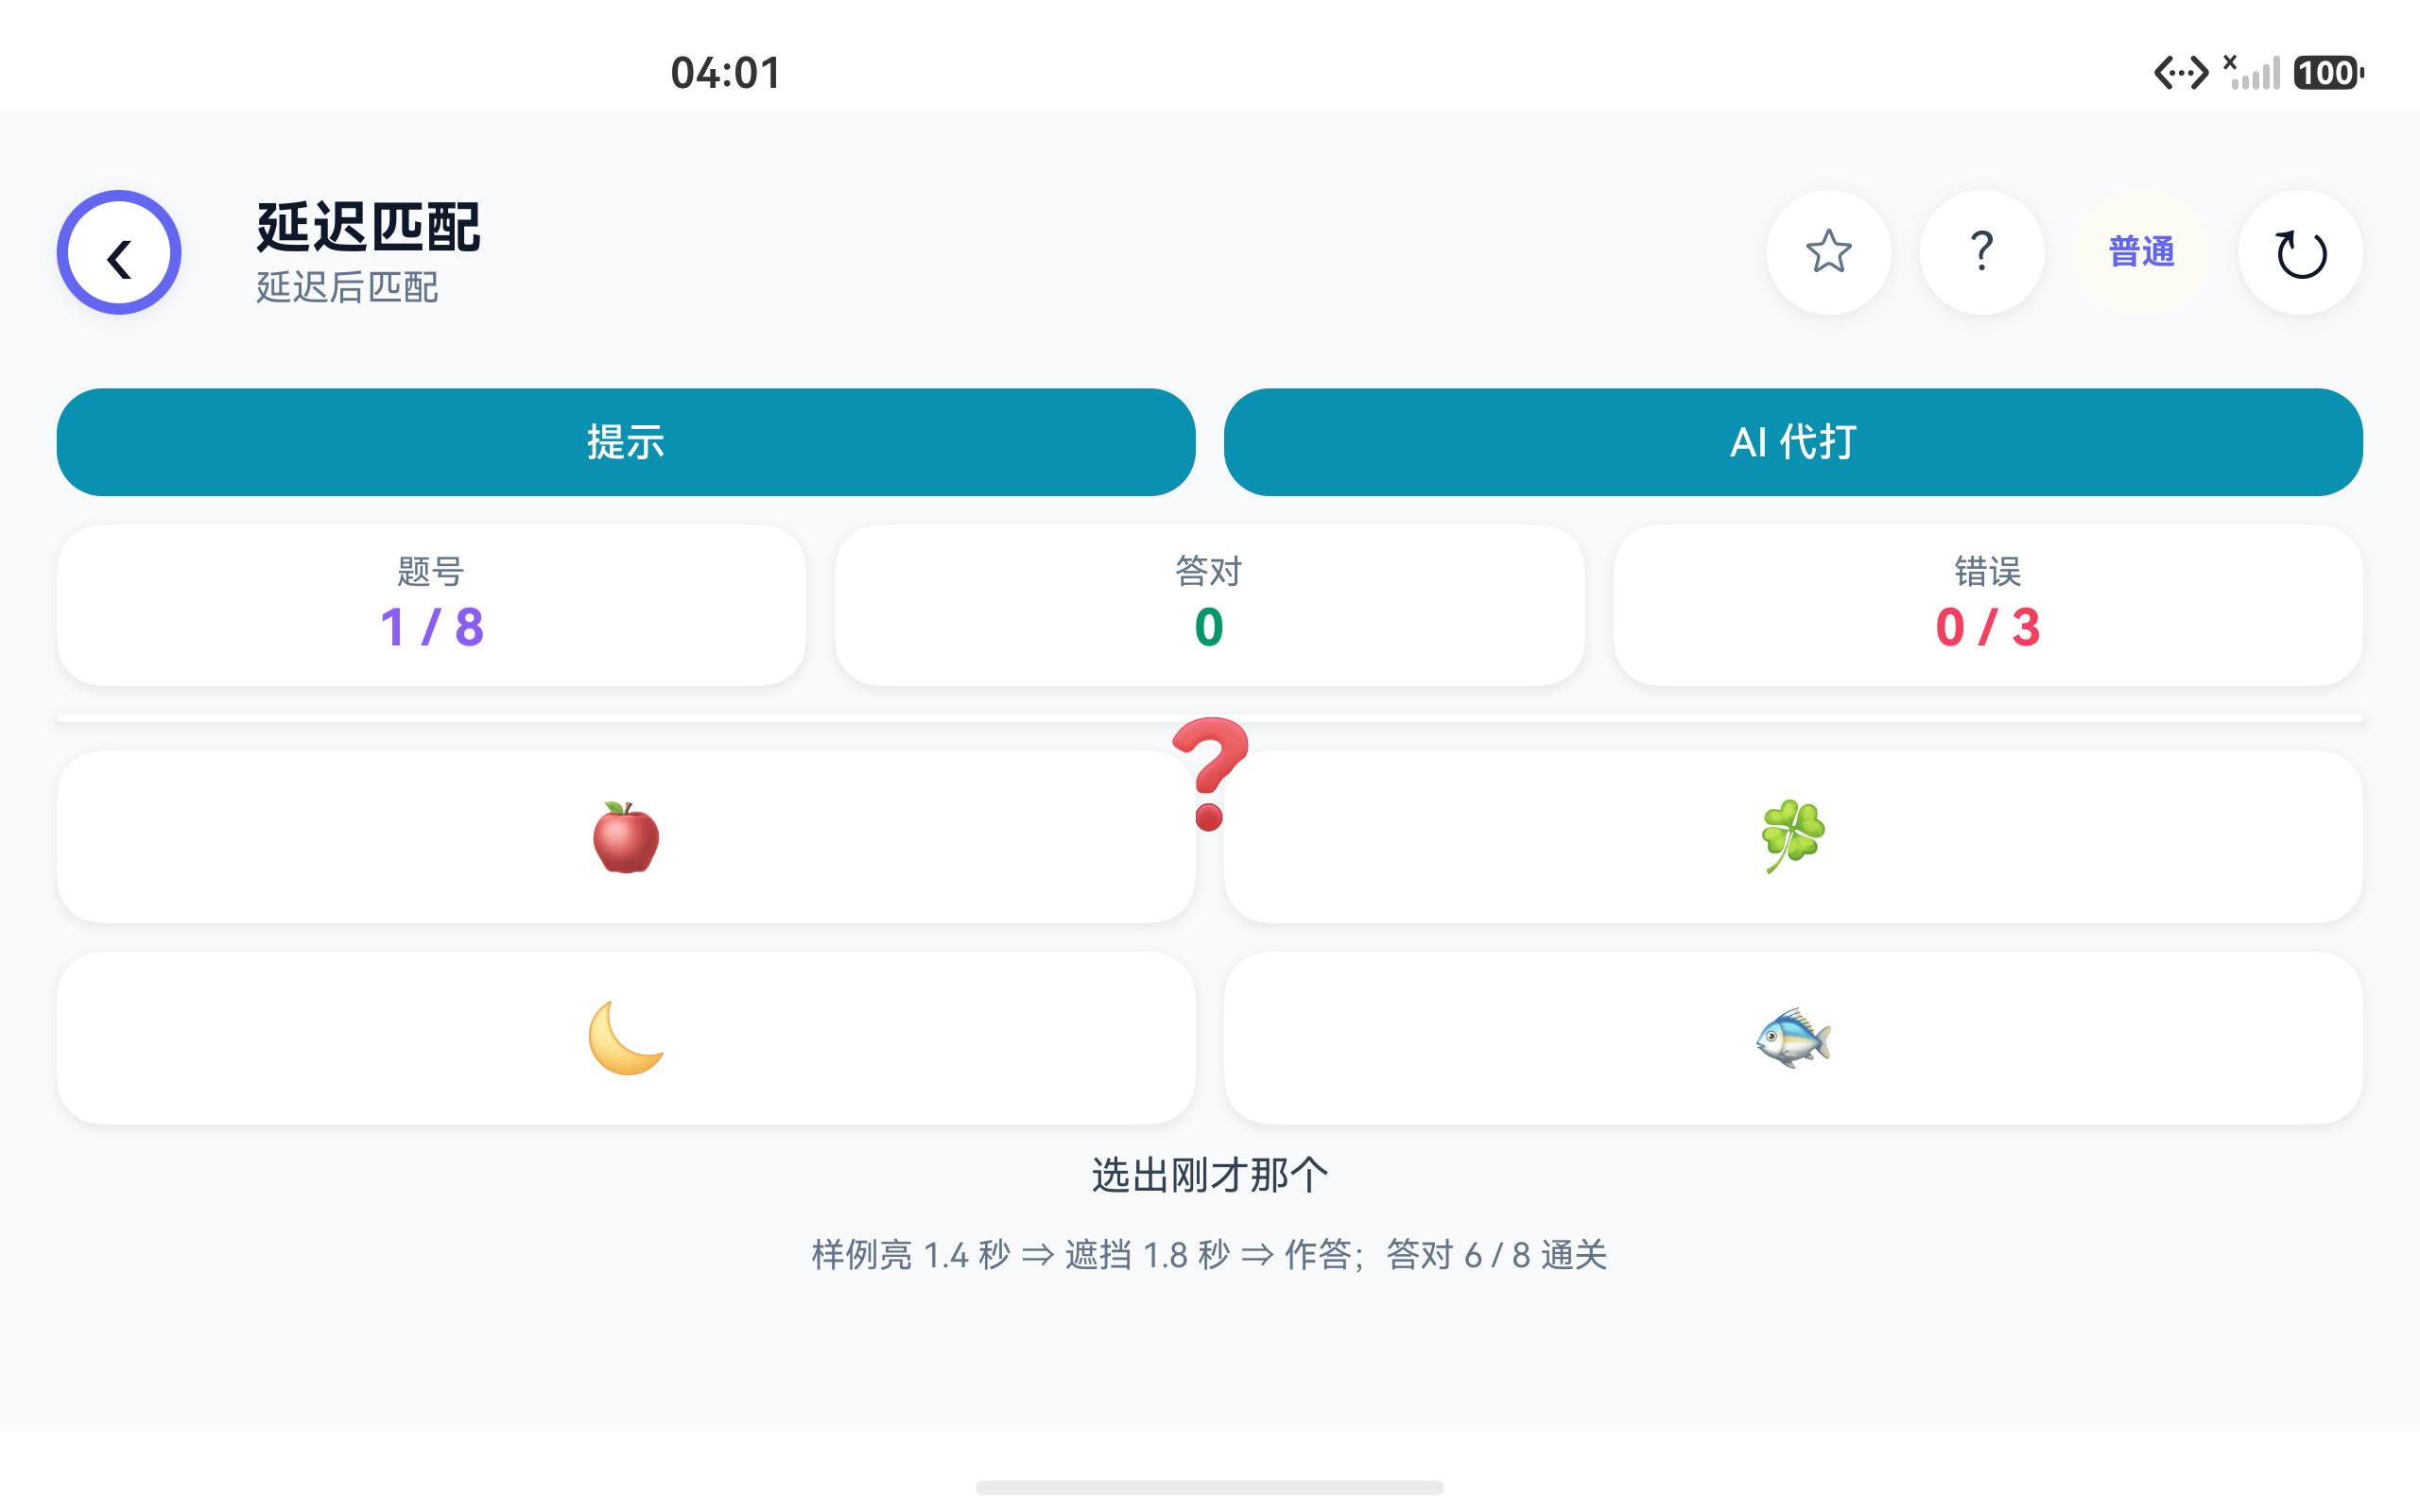 04:01
100
延迟匹配
延迟后匹配
?
普通
提示
AI 代打
题号
1 / 8
答对
0
错误
0 / 3
❓
选出刚才那个
样例亮 1.4 秒 ⇒ 遮挡 1.8 秒 ⇒ 作答；答对 6 / 8 通关